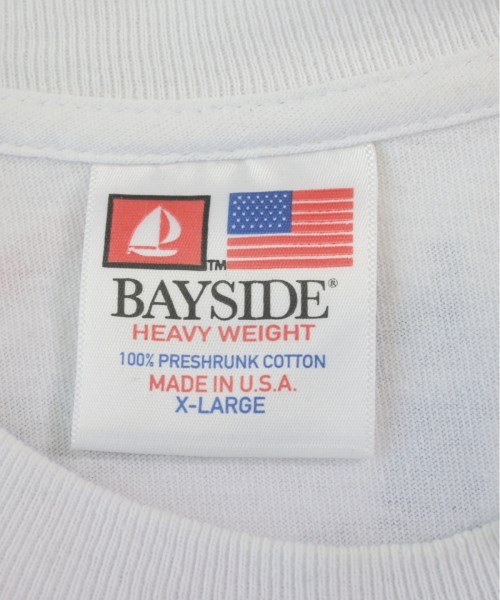 TM
BAYSIDE®
HEAVY WEIGHT
100% PRESHRUNK COTTON
MADE IN U.S.A.
X-LARGE